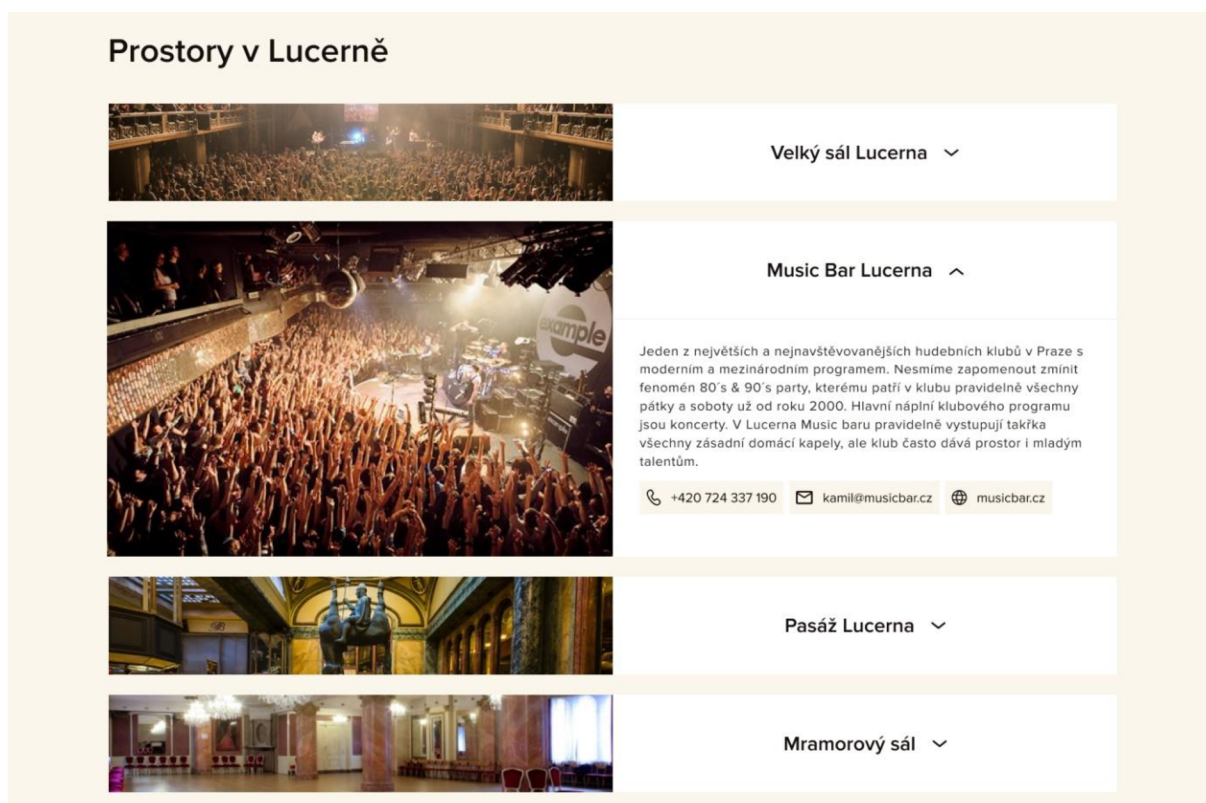 Prostory v Lucerně
Velký sál Lucerna
Music Bar Lucerna
example
Jeden z největších a nejnavštěvovanějších hudebních klubů v Praze s
moderním a mezinárodním programem. Nesmíme zapomenout zmínit
fenomén 80´s & 90´s party, kterému patří v klubu pravidelně všechny
pátky a soboty už od roku 2000. Hlavní náplní klubového programu
jsou koncerty. V Lucerna Music baru pravidelně vystupují takřka
všechny zásadní domácí kapely, ale klub často dává prostor i mladým
talentům.
+420 724 337 190 kamil@musicbar.cz musicbar.cz
Pasáž Lucerna
Mramorový sál